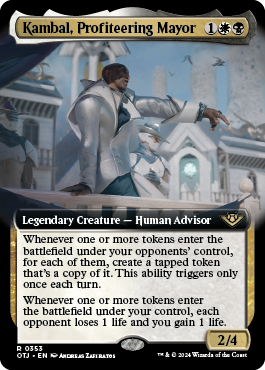 Kambal, Profiteering Mayor 1
Legendary Creature — Human Advisor
Whenever one or more tokens enter the
battlefield under your opponents' control,
for each of them, create a tapped token
that's a copy of it. This ability triggers only
once each turn.
Whenever one or more tokens enter
the battlefield under your control, each
opponent loses 1 life and you gain 1 life.
2/4
R 0353
OTJ • EN ANDREAS ZAFIRATOS
™ & © 2024 Wizards of the Coast